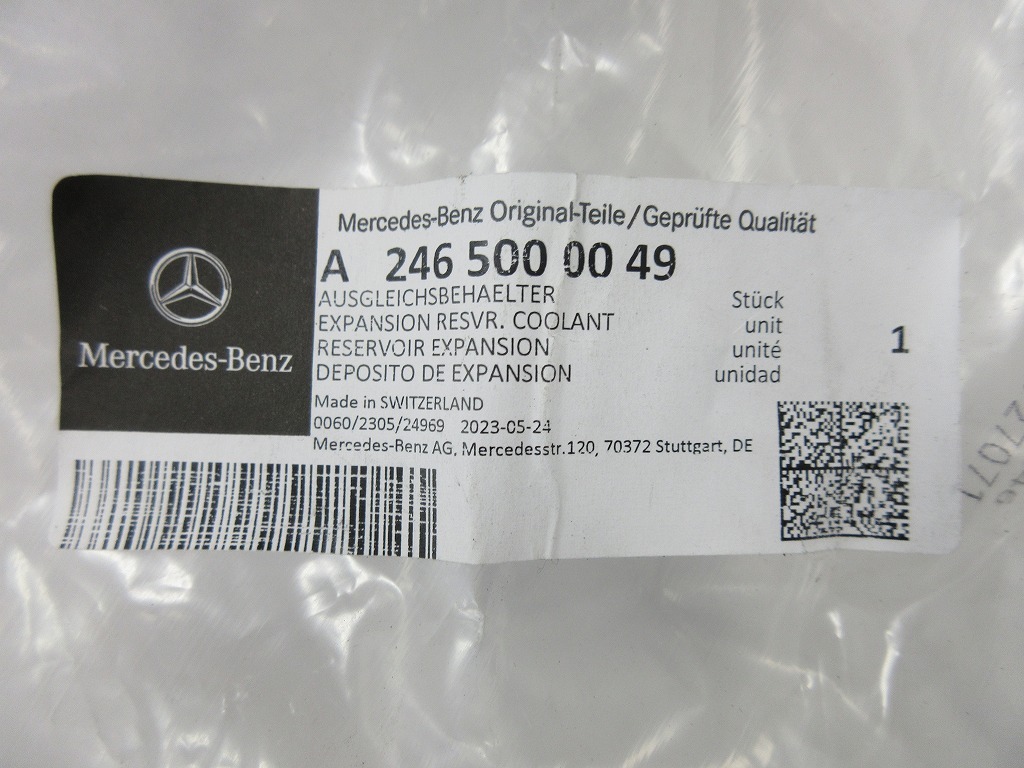 Mercedes-Benz
Mercedes-Benz Original-Teile/Geprüfte Qualität
A 246 500 00 49
AUSGLEICHSBEHAELTER Stück
EXPANSION RESVR. COOLANT unit
RESERVOIR EXPANSION unité 1
DEPOSITO DE EXPANSION unidad
Made in SWITZERLAND
0060/2305/24969 2023-05-24
Mercedes-Benz AG, Mercedesstr.120, 70372 Stuttgart, DE
27071